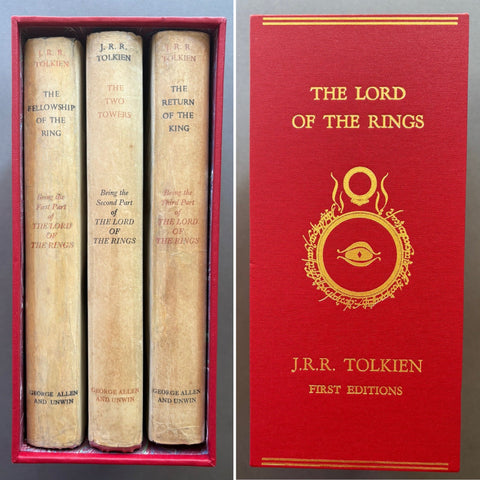 J. R. R.
TOLKIEN
THE
FELLOWSHIP
OF THE
RING
Being the
First Part
of
THE LORD
OF THE RINGS
GEORGE ALLEN
AND UNWIN
J. R. R.
TOLKIEN
THE
TWO
TOWERS
Being the
Second Part
of
THE LORD
OF THE RINGS
GEORGE ALLEN
AND UNWIN
J. R. R.
TOLKIEN
THE
RETURN
OF THE
KING
Being the
Third Part
of
THE LORD
OF THE RINGS
GEORGE ALLEN
AND UNWIN
THE LORD
OF THE RINGS
J.R.R. TOLKIEN
FIRST EDITIONS